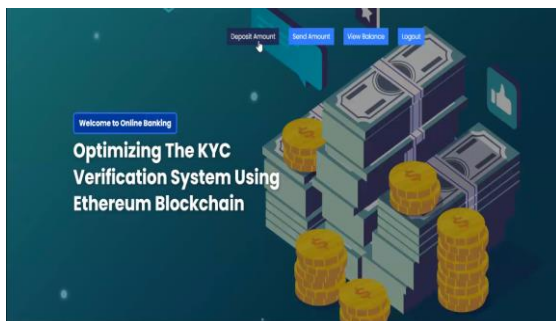 Deposit Amount Send Amount View Balance Logout
Welcome to Online Banking
Optimizing The KYC
Verification System Using
Ethereum Blockchain